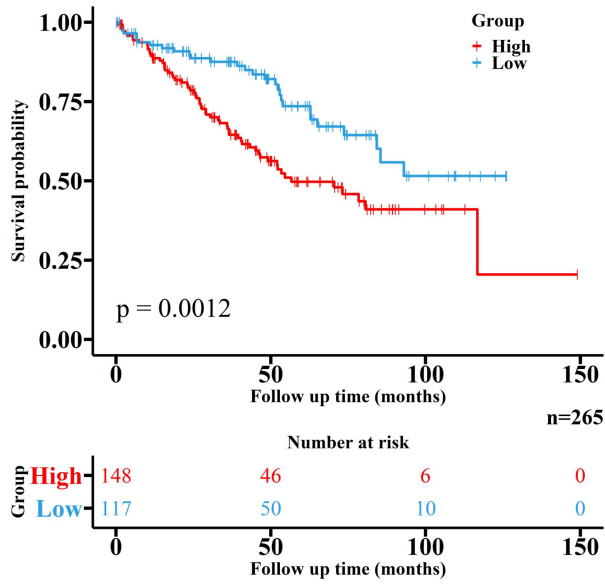 Group
High
Low
Survival probability
1.00
0.75
0.50
0.25
0.00
p = 0.0012
0 50 100 150
Follow up time (months)
n=265
Number at risk
Group
High 148 46 6 0
Low 117 50 10 0
0 50 100 150
Follow up time (months)